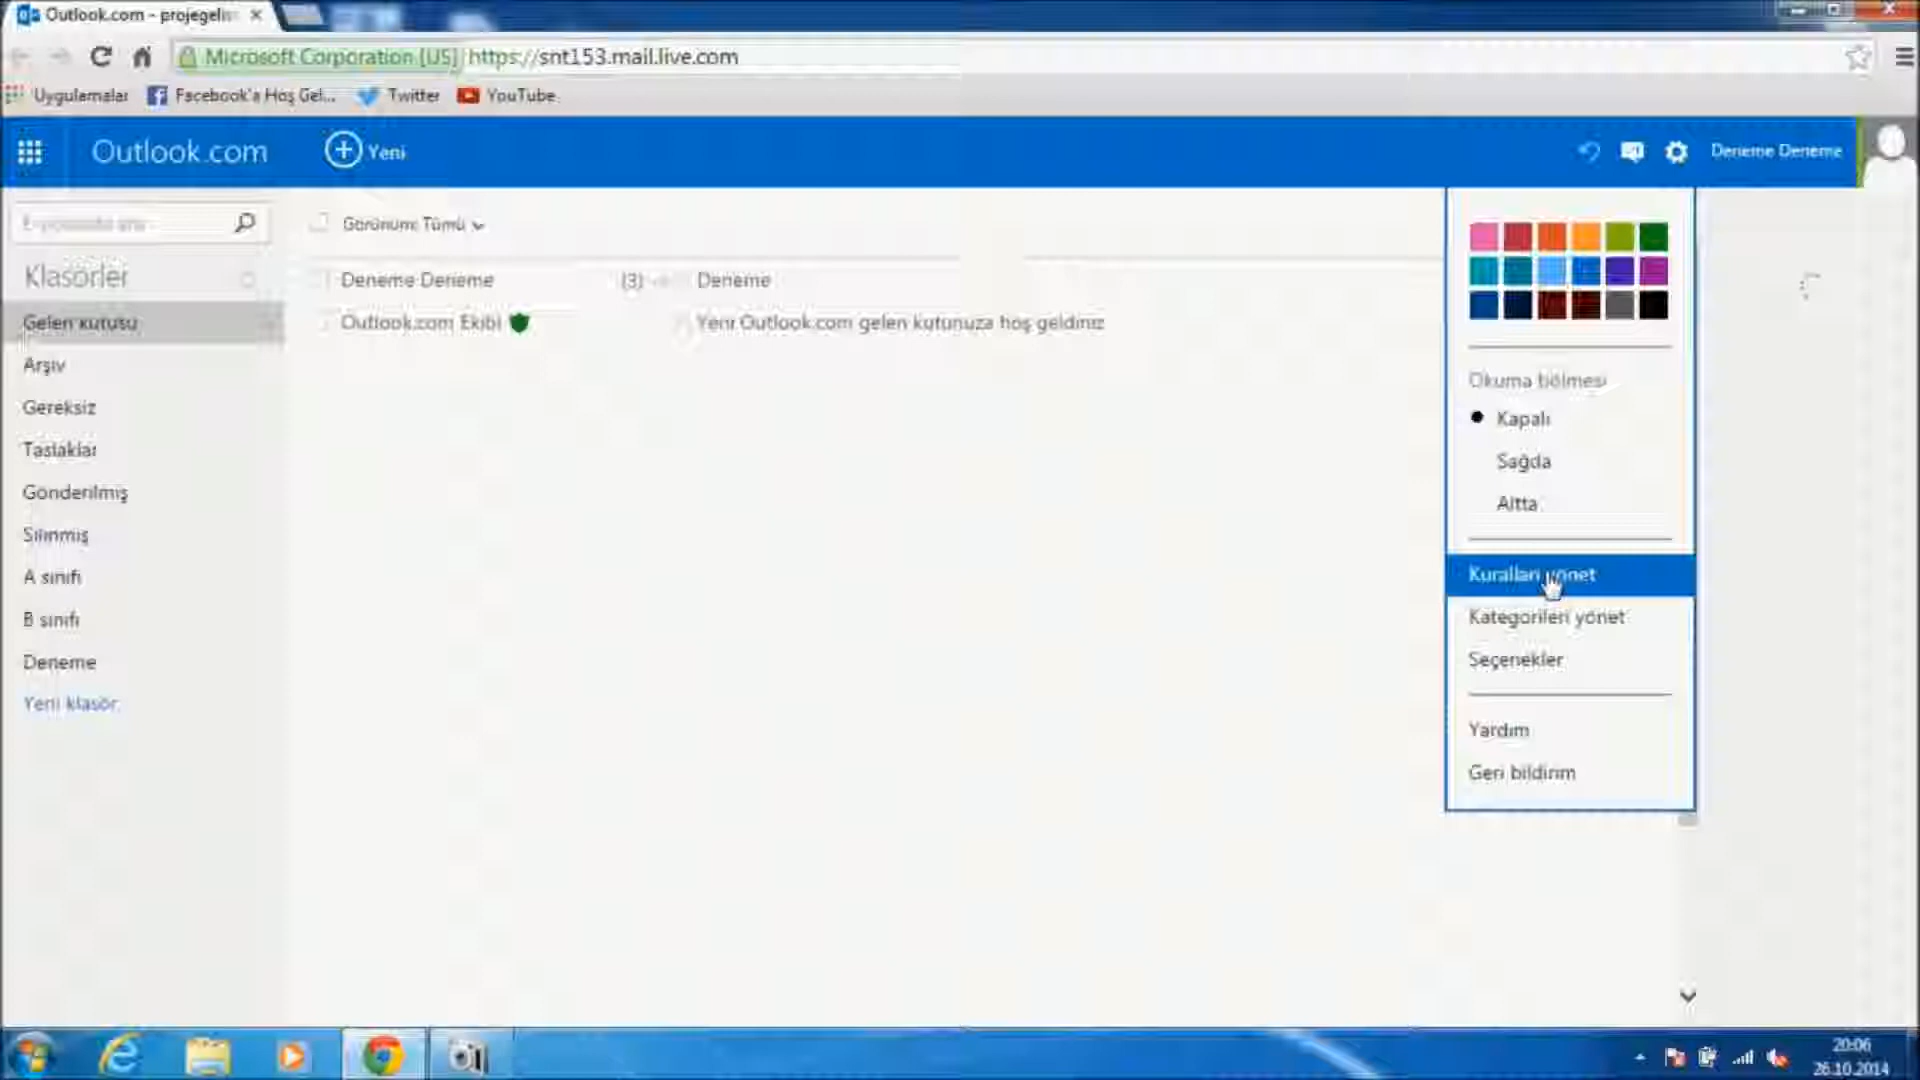 Outlook.com - projegelis
Microsoft Corporation [US] https://snt153.mail.live.com
Uygulamalar Facebook'a Hoş Gel... Twitter YouTube
Outlook.com Yeni Deneme Deneme
Görünüm: Tümü
Klasörler
Gelen kutusu
Arşiv
Gereksiz
Taslaklar
Gönderilmiş
Silinmiş
A sınıfı
B sınıfı
Deneme
Yeni klasör
Deneme Deneme (3) Deneme
Outlook.com Ekibi Yeni Outlook.com gelen kutunuza hoş geldiniz
Okuma bölmesi
Kapalı
Sağda
Altta
Kuralları yönet
Kategorileri yönet
Seçenekler
Yardım
Geri bildirim
20:06
26.10.2014